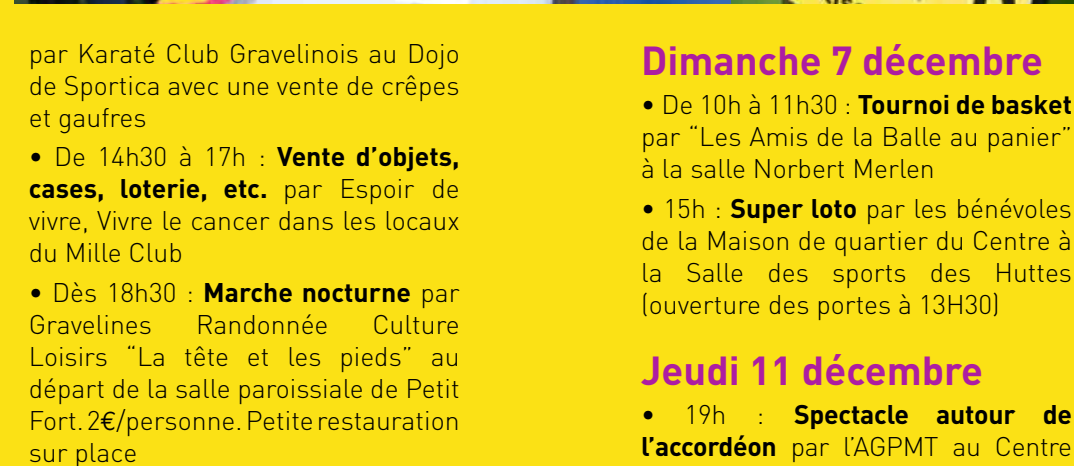 par Karaté Club Gravelinois au Dojo
de Sportica avec une vente de crêpes
et gaufres
• De 14h30 à 17h : Vente d’objets,
cases, loterie, etc. par Espoir de
vivre, Vivre le cancer dans les locaux
du Mille Club
• Dès 18h30 : Marche nocturne par
Gravelines Randonnée Culture
Loisirs “La tête et les pieds” au
départ de la salle paroissiale de Petit
Fort. 2€/personne. Petite restauration
sur place
Dimanche 7 décembre
• De 10h à 11h30 : Tournoi de basket
par “Les Amis de la Balle au panier”
à la salle Norbert Merlen
• 15h : Super loto par les bénévoles
de la Maison de quartier du Centre à
la Salle des sports des Huttes
(ouverture des portes à 13H30)
Jeudi 11 décembre
• 19h : Spectacle autour de
l’accordéon par l’AGPMT au Centre